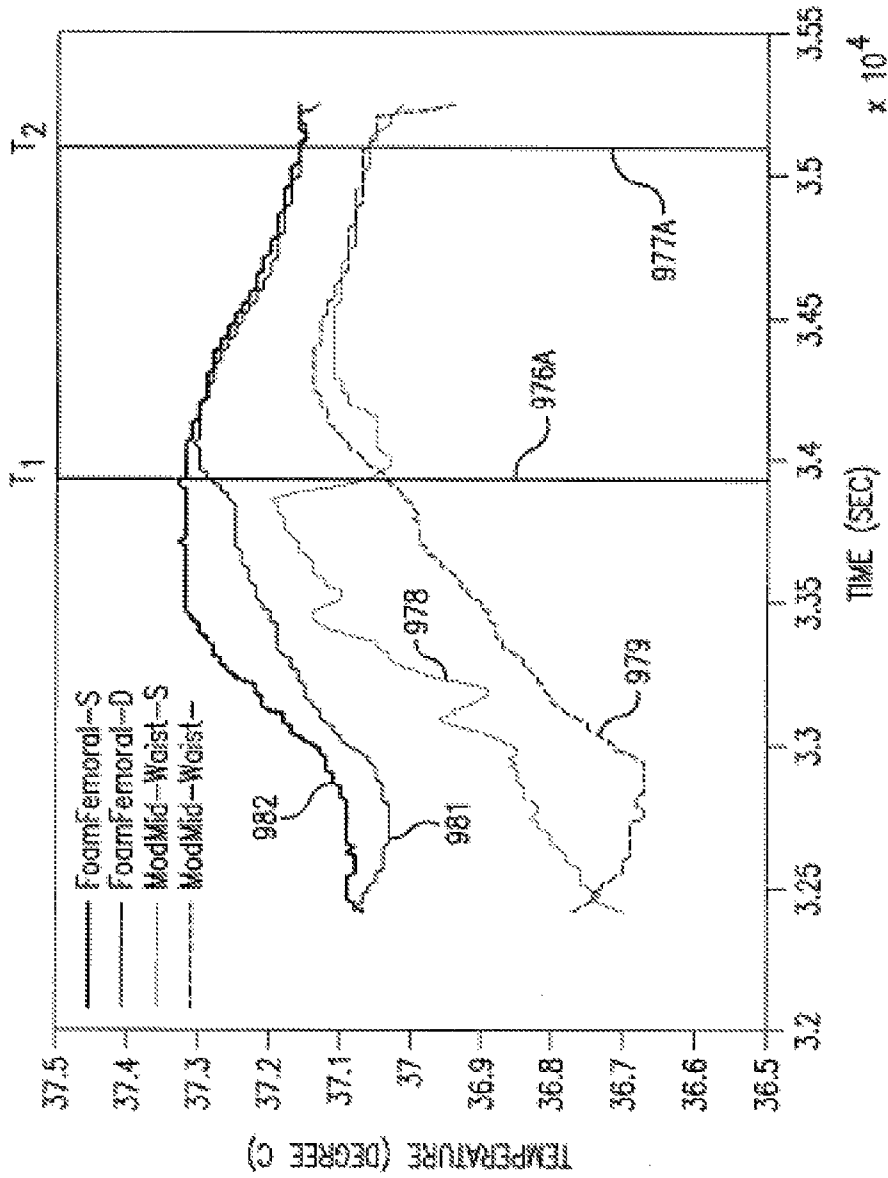 T1
T2
FoamFemoral-S
FoamFemoral-D
ModMid-Waist-S
ModMid-Waist-
982
981
978
979
976A
977A
37.5
37.4
37.3
37.2
37.1
37
36.9
36.8
36.7
36.6
36.5
TEMPERATURE (DEGREE C)
3.2
3.25
3.3
3.35
3.4
3.45
3.5
3.55
x 10⁴
TIME (SEC)